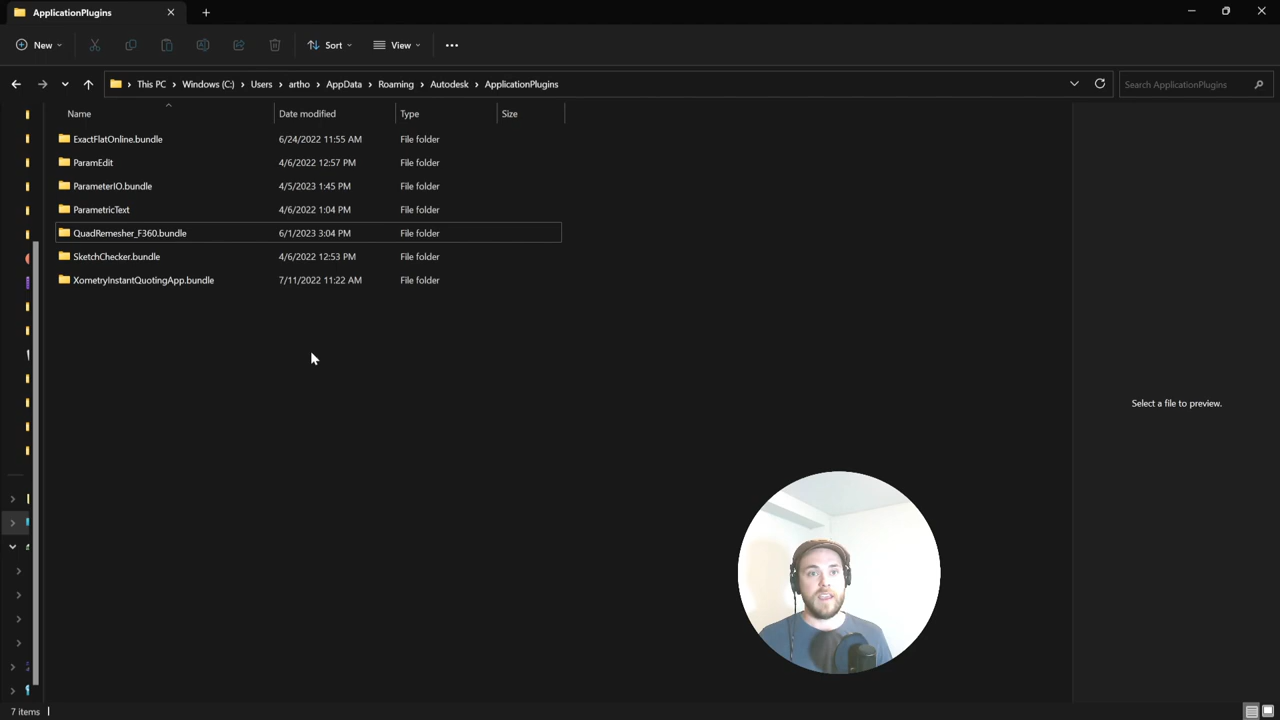 ApplicationPlugins
New
Sort
View
This PC > Windows (C:) > Users > artho > AppData > Roaming > Autodesk > ApplicationPlugins
Search ApplicationPlugins
Name Date modified Type Size
ExactFlatOnline.bundle 6/24/2022 11:55 AM File folder
ParamEdit 4/6/2022 12:57 PM File folder
ParameterIO.bundle 4/5/2023 1:45 PM File folder
ParametricText 4/6/2022 1:04 PM File folder
QuadRemesher_F360.bundle 6/1/2023 3:04 PM File folder
SketchChecker.bundle 4/6/2022 12:53 PM File folder
XometryInstantQuotingApp.bundle 7/11/2022 11:22 AM File folder
Select a file to preview.
7 items